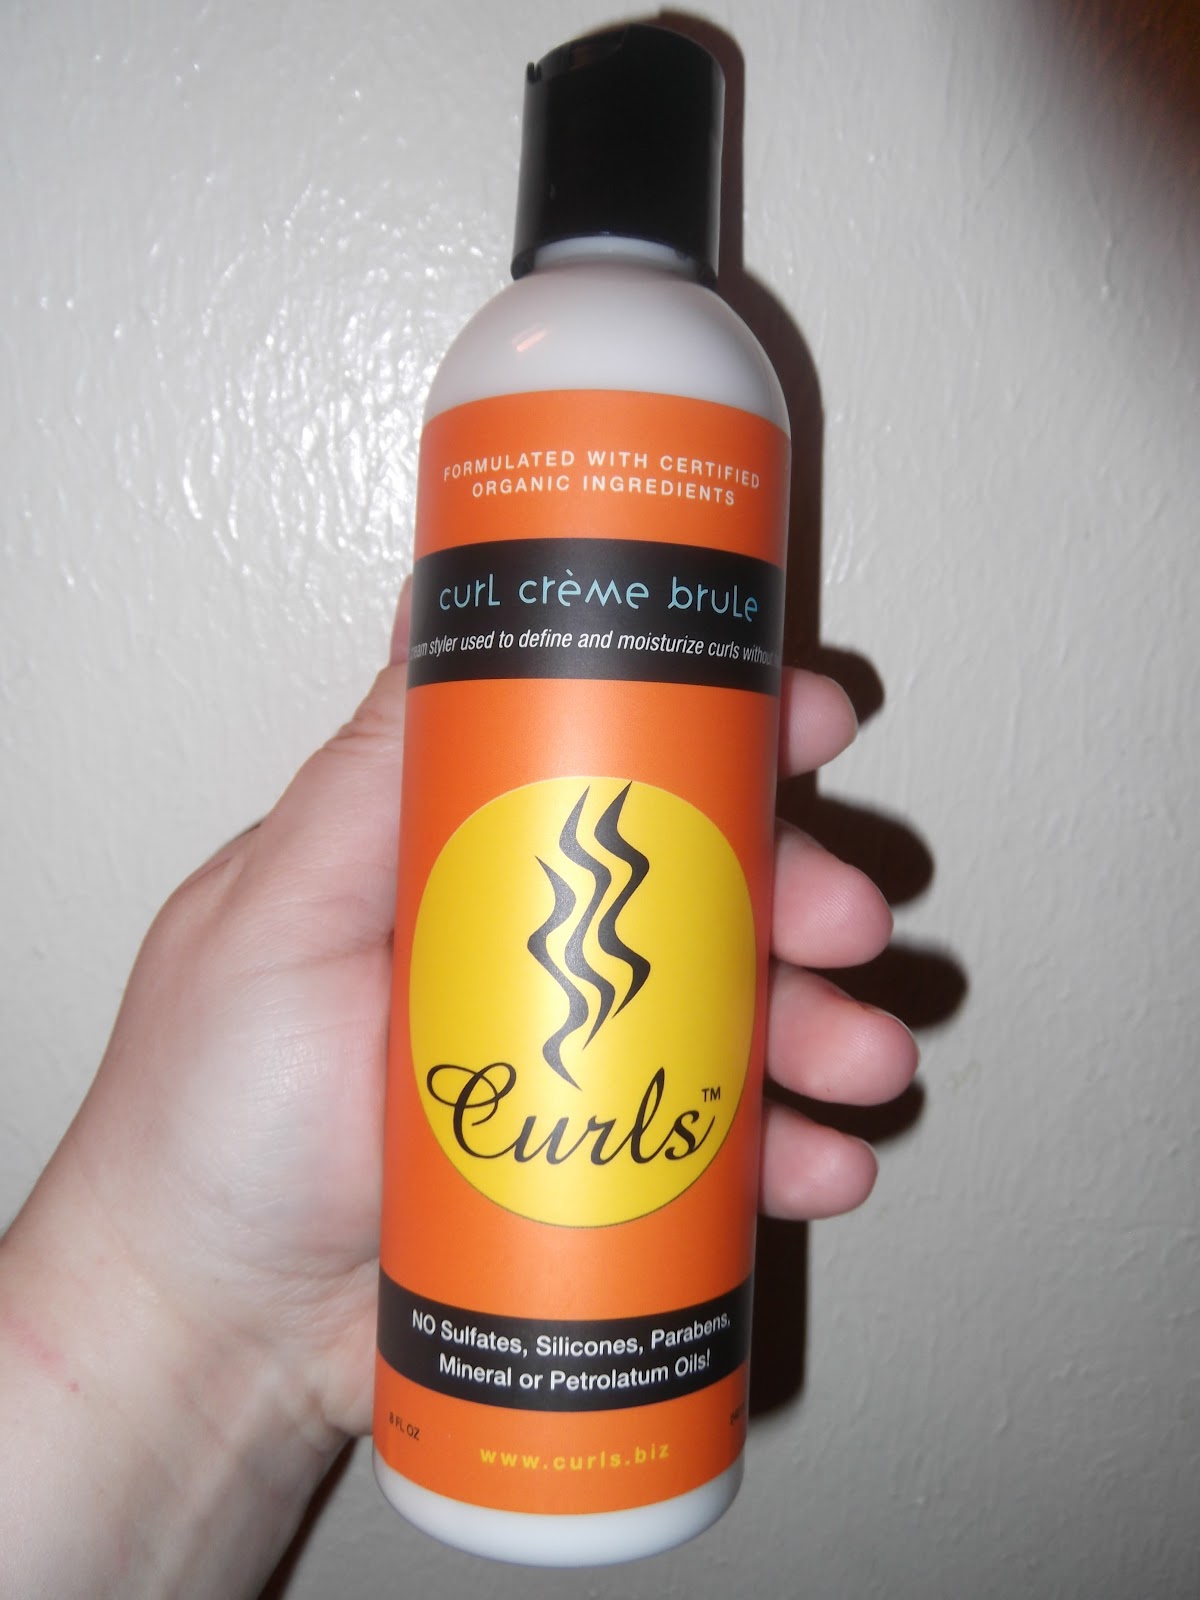 FORMULATED WITH CERTIFIED
ORGANIC INGREDIENTS
curl crème brule
styler used to define and moisturize curls without
Curls™
NO Sulfates, Silicones, Parabens,
Mineral or Petrolatum Oils!
8 FL OZ
www.curls.biz